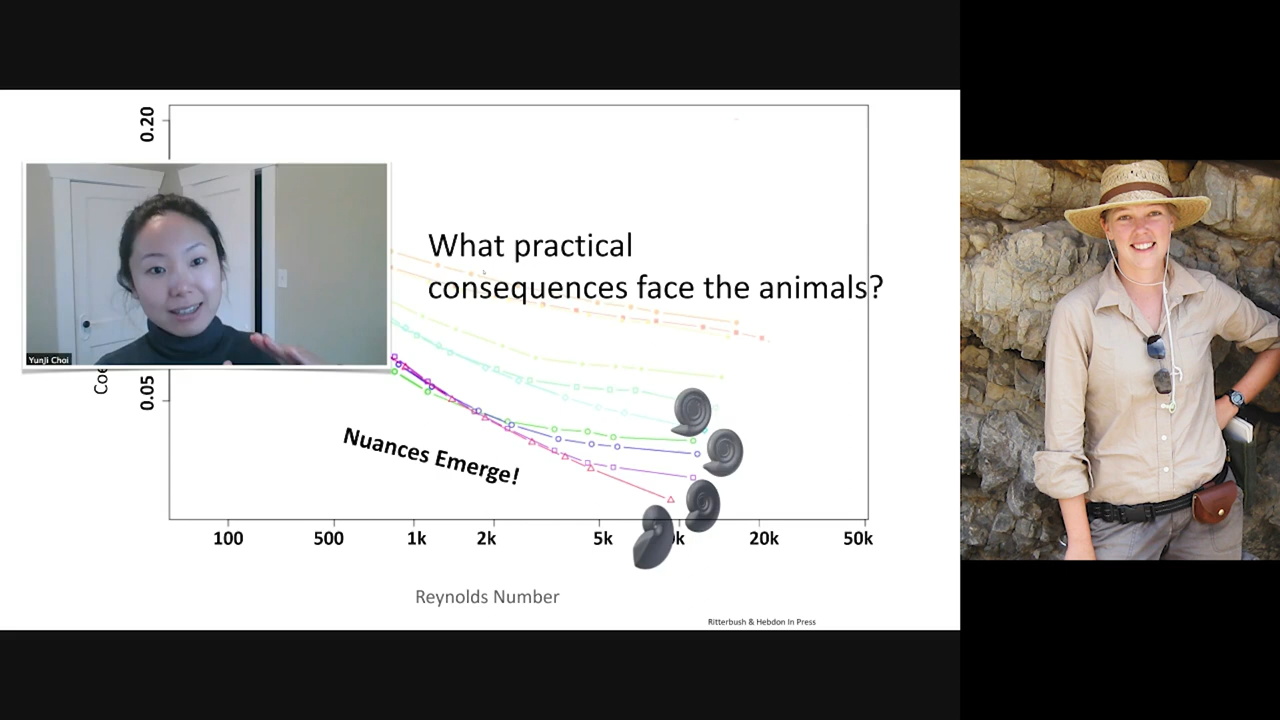 0.20
What practical
consequences face the animals?
YunJi Choi
Coe
0.05
Nuances Emerge!
100
500
1k
2k
5k
k
20k
50k
Reynolds Number
Ritterbush & Hebdon In Press